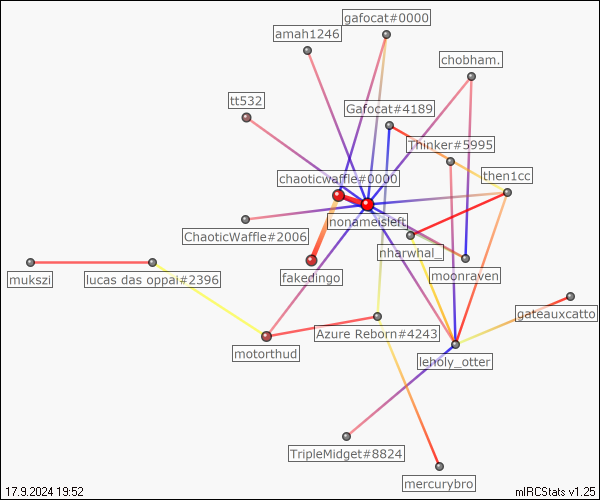 gafocat#0000
amah1246
chobham.
tt532
Gafocat#4189
Thinker#5995
chaoticwaffle#0000
then1cc
nonameisleft
ChaoticWaffle#2006
nharwhal_
mukszi
lucas das oppai#2396
fakedingo
moonraven
gateauxcatto
Azure Reborn#4243
motorthud
leholy_otter
TripleMidget#8824
mercurybro
17.9.2024 19:52
mIRCStats v1.25